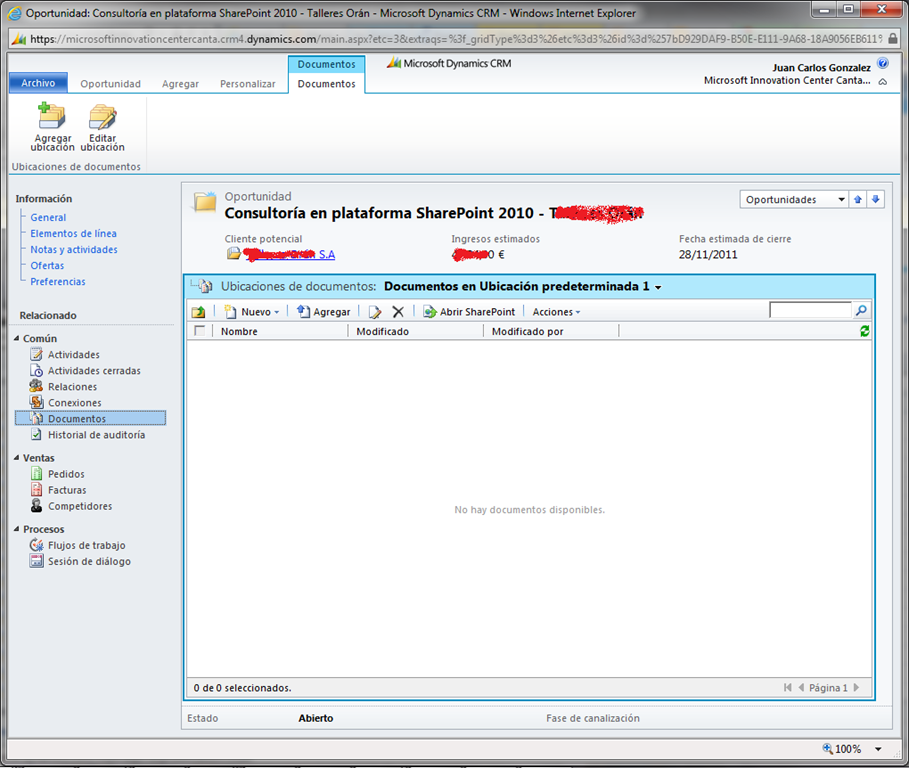 Oportunidad: Consultoría en plataforma SharePoint 2010 - Talleres Orán - Microsoft Dynamics CRM - Windows Internet Explorer
https://microsoftinnovationcentercanta.crm4.dynamics.com/main.aspx?etc=3&extraqs=%3f_gridType%3d3%26etc%3d3%26id%3d%257bD929DAF9-B50E-E111-9A68-18A9056EB611%
Documentos
Microsoft Dynamics CRM
Juan Carlos Gonzalez
Microsoft Innovation Center Canta...
Archivo Oportunidad Agregar Personalizar Documentos
Agregar ubicación
Editar ubicación
Ubicaciones de documentos
Información
General
Elementos de línea
Notas y actividades
Ofertas
Preferencias
Relacionado
Común
Actividades
Actividades cerradas
Relaciones
Conexiones
Documentos
Historial de auditoría
Ventas
Pedidos
Facturas
Competidores
Procesos
Flujos de trabajo
Sesión de diálogo
Oportunidad
Consultoría en plataforma SharePoint 2010 -
Oportunidades
Cliente potencial Ingresos estimados Fecha estimada de cierre
S.A 0 € 28/11/2011
Ubicaciones de documentos: Documentos en Ubicación predeterminada 1
Nuevo Agregar Abrir SharePoint Acciones
Nombre Modificado Modificado por
No hay documentos disponibles.
0 de 0 seleccionados. Página 1
Estado Abierto Fase de canalización
100%